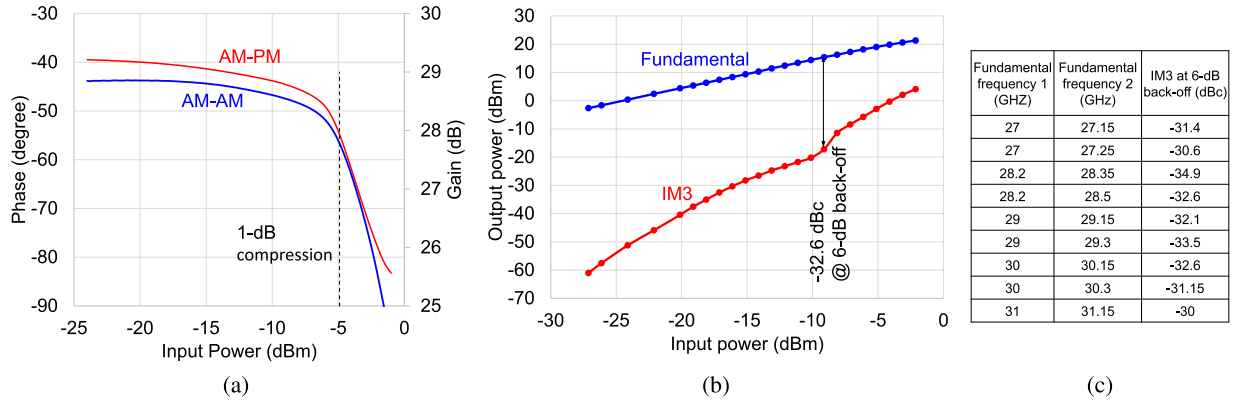 -30
-40
-50
-60
-70
-80
-90
Phase (degree)
AM-PM
AM-AM
1-dB
compression
30
29
28
27
26
25
Gain (dB)
-25
-20
-15
-10
-5
0
Input Power (dBm)
(a)
30
20
10
0
-10
-20
-30
-40
-50
-60
-70
Output power (dBm)
Fundamental
IM3
-32.6 dBc
@ 6-dB back-off
-30
-25
-20
-15
-10
-5
0
Input power (dBm)
(b)
Fundamental Fundamental IM3 at 6-dB
frequency 1 frequency 2 back-off (dBc)
(GHZ) (GHz)
27 27.15 -31.4
27 27.25 -30.6
28.2 28.35 -34.9
28.2 28.5 -32.6
29 29.15 -32.1
29 29.3 -33.5
30 30.15 -32.6
30 30.3 -31.15
31 31.15 -30
(c)